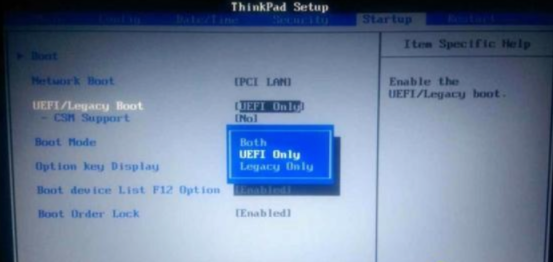 ThinkPad Setup
Config Date/Time Security Startup Restart
Item Specific Help
Boot
Network Boot [PCI LAN]
UEFI/Legacy Boot [UEFI Only]
- CSM Support [No]
Boot Mode
Option key Display
Boot device List F12 Option [Enabled]
Boot Order Lock [Enabled]
Both
UEFI Only
Legacy Only
Enable the
UEFI/Legacy boot.